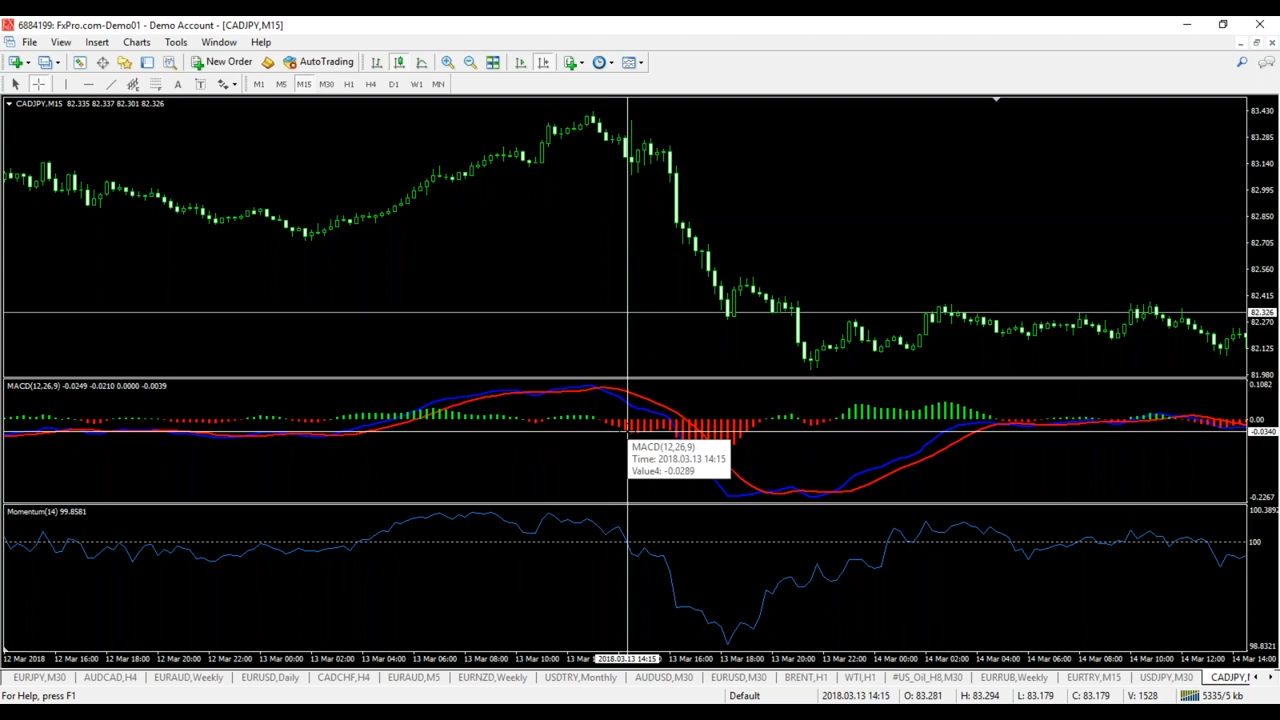 6884199: FxPro.com-Demo01 - Demo Account - [CADJPY,M15]
File View Insert Charts Tools Window Help
New Order AutoTrading
A T M1 M5 M15 M30 H1 H4 D1 W1 MN
CADJPY,M15 82.335 82.337 82.301 82.326
83.430
83.285
83.140
82.995
82.850
82.705
82.560
82.415
82.326
82.270
82.125
81.980
MACD(12,26,9) -0.0249 -0.0210 0.0000 -0.0039
0.1082
0.00
-0.0340
-0.2267
MACD(12,26,9)
Time: 2018.03.13 14:15
Value4: -0.0289
Momentum(14) 99.8581
100.3892
100
98.8321
12 Mar 2018 12 Mar 16:00 12 Mar 18:00 12 Mar 20:00 12 Mar 22:00 13 Mar 00:00 13 Mar 02:00 13 Mar 04:00 13 Mar 06:00 13 Mar 08:00 13 Mar 10:00 13 Mar 2018.03.13 14:15 13 Mar 16:00 13 Mar 18:00 13 Mar 20:00 13 Mar 22:00 14 Mar 00:00 14 Mar 02:00 14 Mar 04:00 14 Mar 06:00 14 Mar 08:00 14 Mar 10:00 14 Mar 12:00 14 Mar 14:00
EURJPY,M30 AUDCAD,H4 EURAUD,Weekly EURUSD,Daily CADCHF,H4 EURAUD,M5 EURNZD,Weekly USDTRY,Monthly AUDUSD,M30 EURUSD,M30 BRENT,H1 WTI,H1 #US_Oil_H8,M30 EURRUB,Weekly EURTRY,M15 USDJPY,M30 CADJPY,
For Help, press F1 Default 2018.03.13 14:15 O: 83.281 H: 83.294 L: 83.179 C: 83.179 V: 1528 5335/5 kb